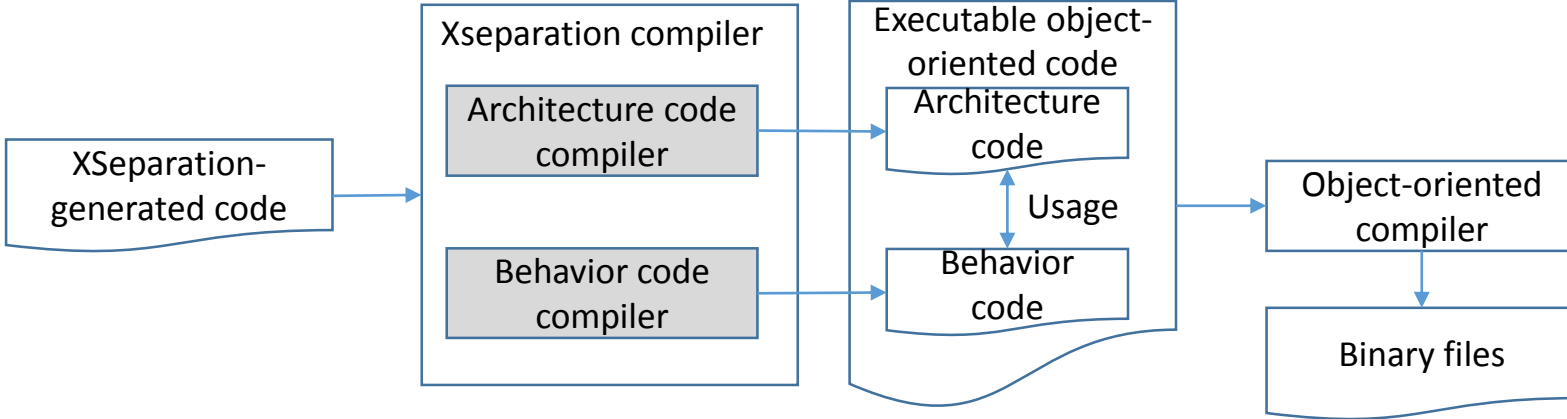 XSeparation-
generated code
Xseparation compiler
Architecture code
compiler
Behavior code
compiler
Executable object-
oriented code
Architecture
code
Usage
Behavior
code
Object-oriented
compiler
Binary files